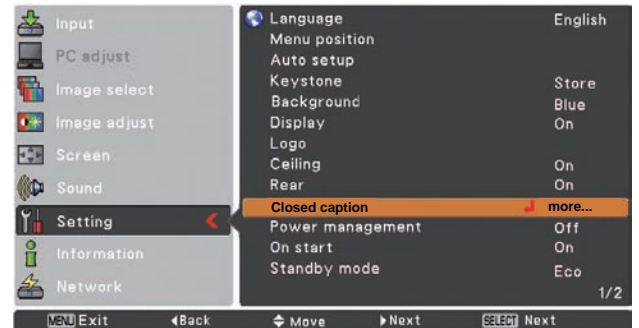 Input
PC adjust
Image select
Image adjust
Screen
Sound
Setting
Information
Network
Language English
Menu position
Auto setup
Keystone Store
Background Blue
Display On
Logo
Ceiling On
Rear On
Closed caption more...
Power management Off
On start On
Standby mode Eco
1/2
MENU Exit Back Move Next SELECT Next